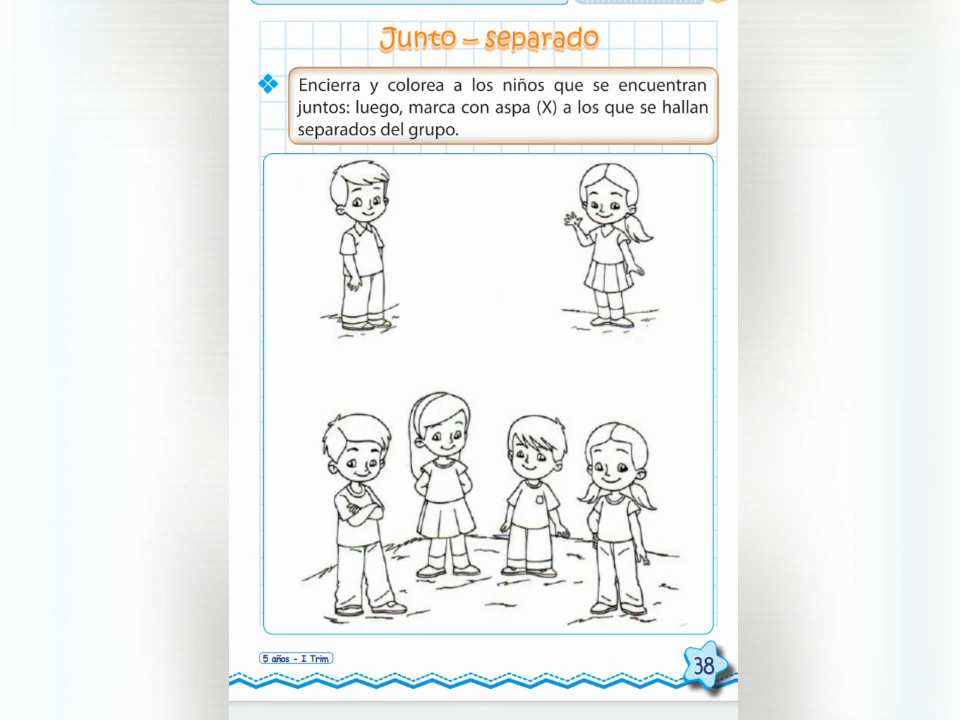 Junto – separado
Encierra y colorea a los niños que se encuentran
juntos: luego, marca con aspa (X) a los que se hallan
separados del grupo.
5 años - I Trim
38